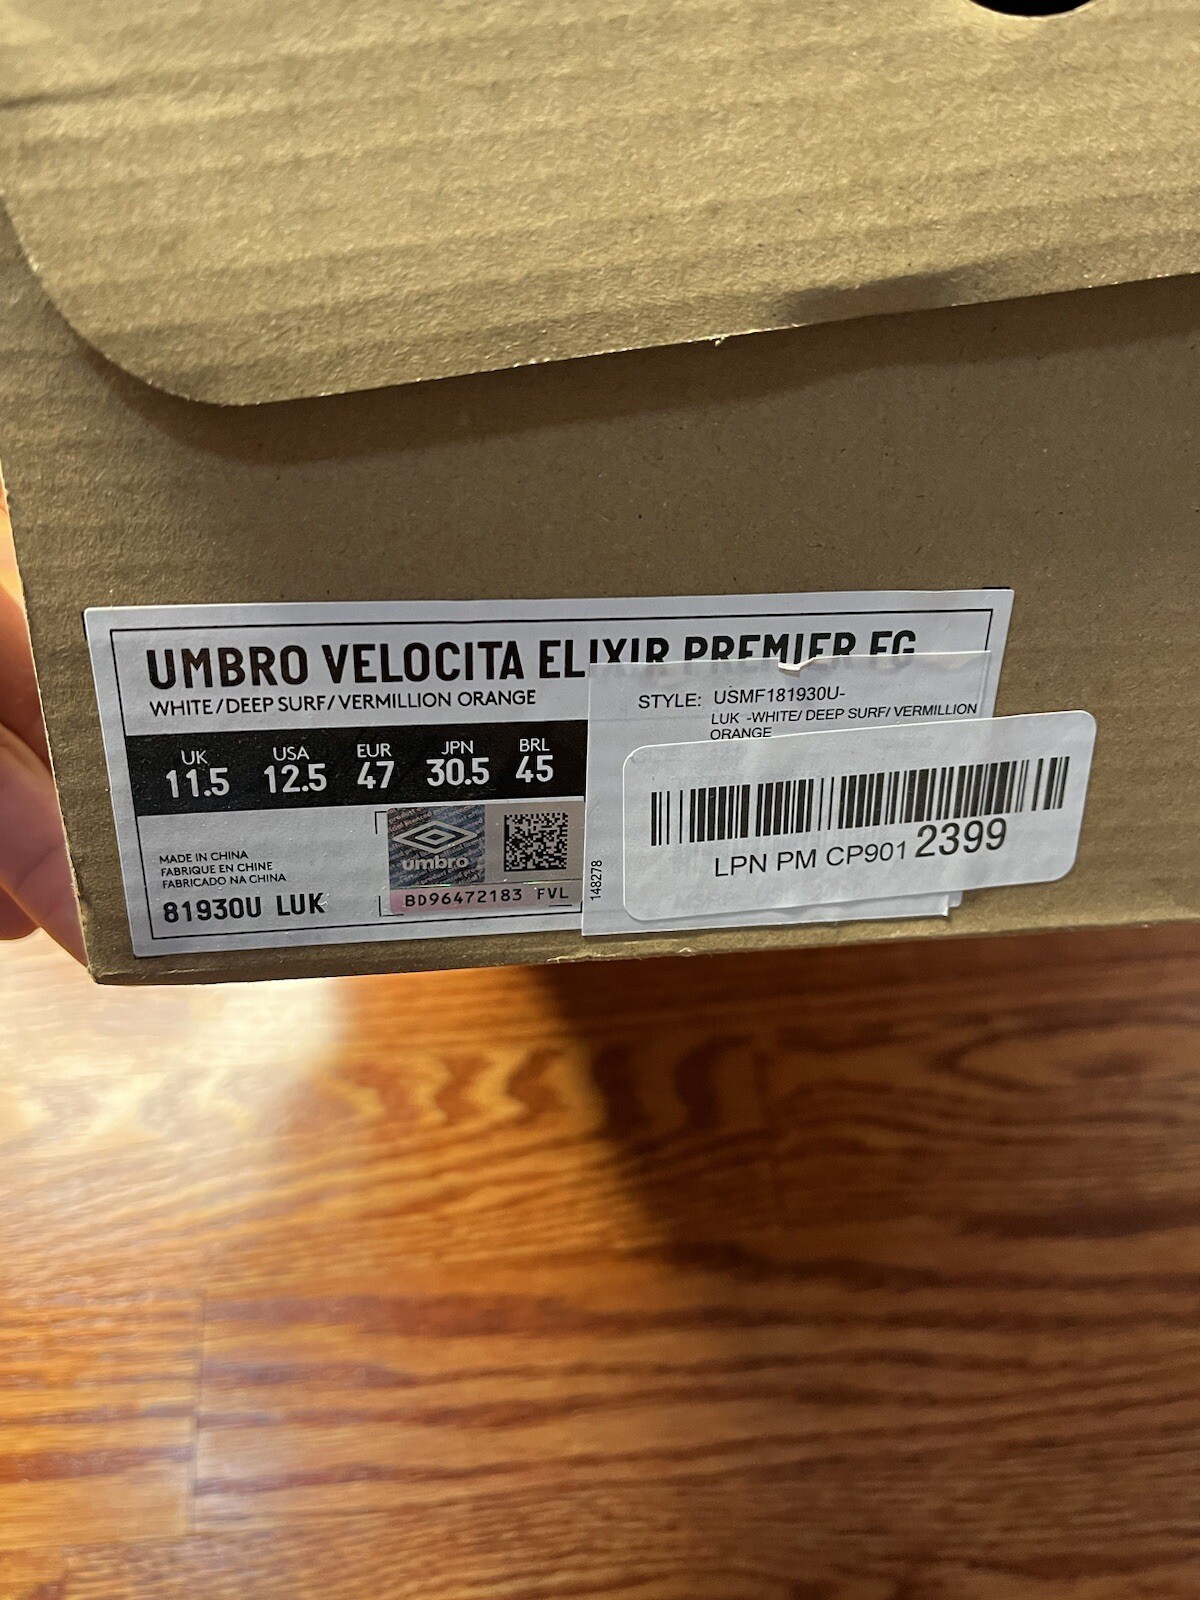 UMBRO VELOCITA ELIXIR PREMIER FG
WHITE/DEEP SURF/VERMILLION ORANGE
UK USA EUR JPN BRL
11.5 12.5 47 30.5 45
MADE IN CHINA
FABRIQUE EN CHINE
FABRICADO NA CHINA
81930U LUK
umbro
BD96472183 FVL
STYLE: USMF181930U-
LUK -WHITE/ DEEP SURF/ VERMILLION
ORANGE
148278
LPN PM CP901 2399